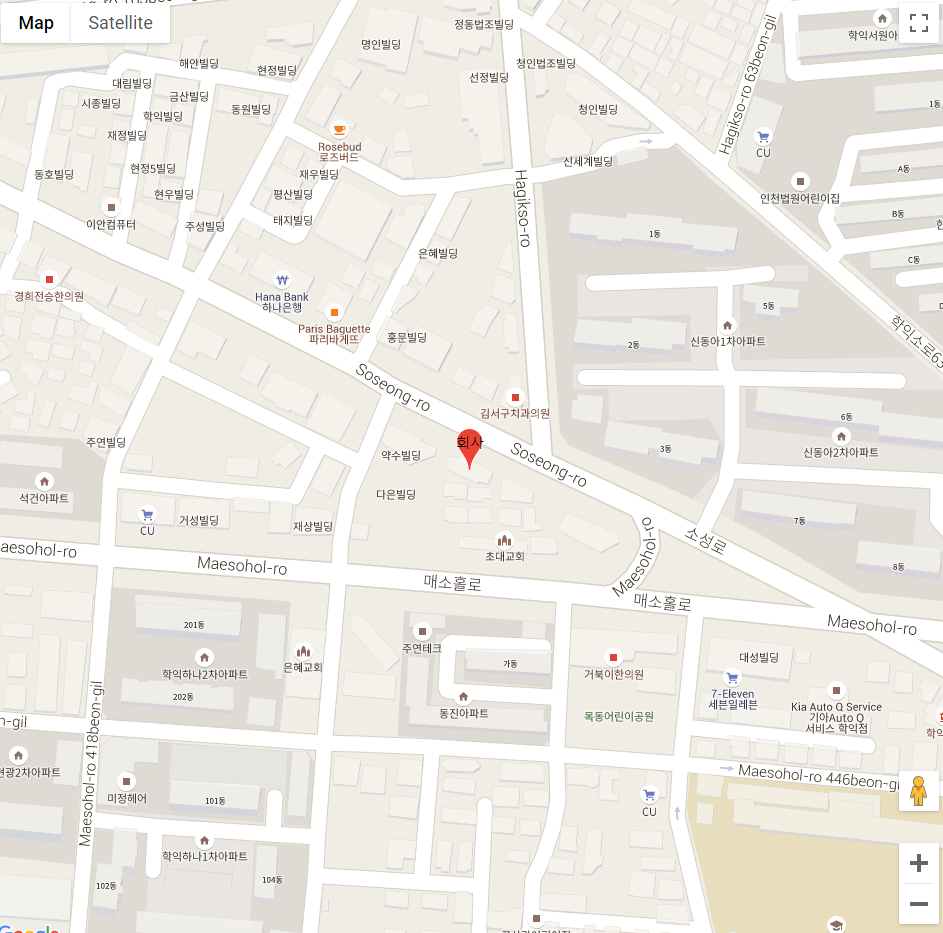 Map
Satellite
정동법조빌딩
학익서원아
명인빌딩
해안빌딩
현정빌딩
청인법조빌딩
선정빌딩
대림빌딩
시종빌딩
금산빌딩
동원빌딩
학익빌딩
청인빌딩
Hagikso-ro 63beon-gil
재정빌딩
Rosebud
로즈버드
CU
신세계빌딩
현정5빌딩
동호빌딩
재우빌딩
A동
현우빌딩
평산빌딩
인천법원어린이집
Hagikso-ro
B동
이안컴퓨터
주성빌딩
태지빌딩
1동
은혜빌딩
C동
경희전승한의원
Hana Bank
하나은행
5동
Paris Baguette
파리바게뜨
홍문빌딩
2동
신동아1차아파트
학익소로63
Soseong-ro
김서구치과의원
6동
주연빌딩
회사
3동
신동아2차아파트
약수빌딩
Soseong-ro
석건아파트
다은빌딩
CU
거성빌딩
재상빌딩
7동
소성로
Maesohol-ro
aesohol-ro
초대교회
Maesohol-ro
매소홀로
8동
매소홀로
Maesohol-ro
201동
주연테크
은혜교회
가동
대성빌딩
학익하나2차아파트
거북이한의원
202동
7-Eleven
세븐일레븐
Kia Auto Q Service
기아Auto Q
서비스 학익점
동진아파트
목동어린이공원
n-gil
Maesohol-ro 418beon-gil
Maesohol-ro 446beon-g
현광2차아파트
미정헤어
101동
CU
학익하나1차아파트
102동
104동
Google